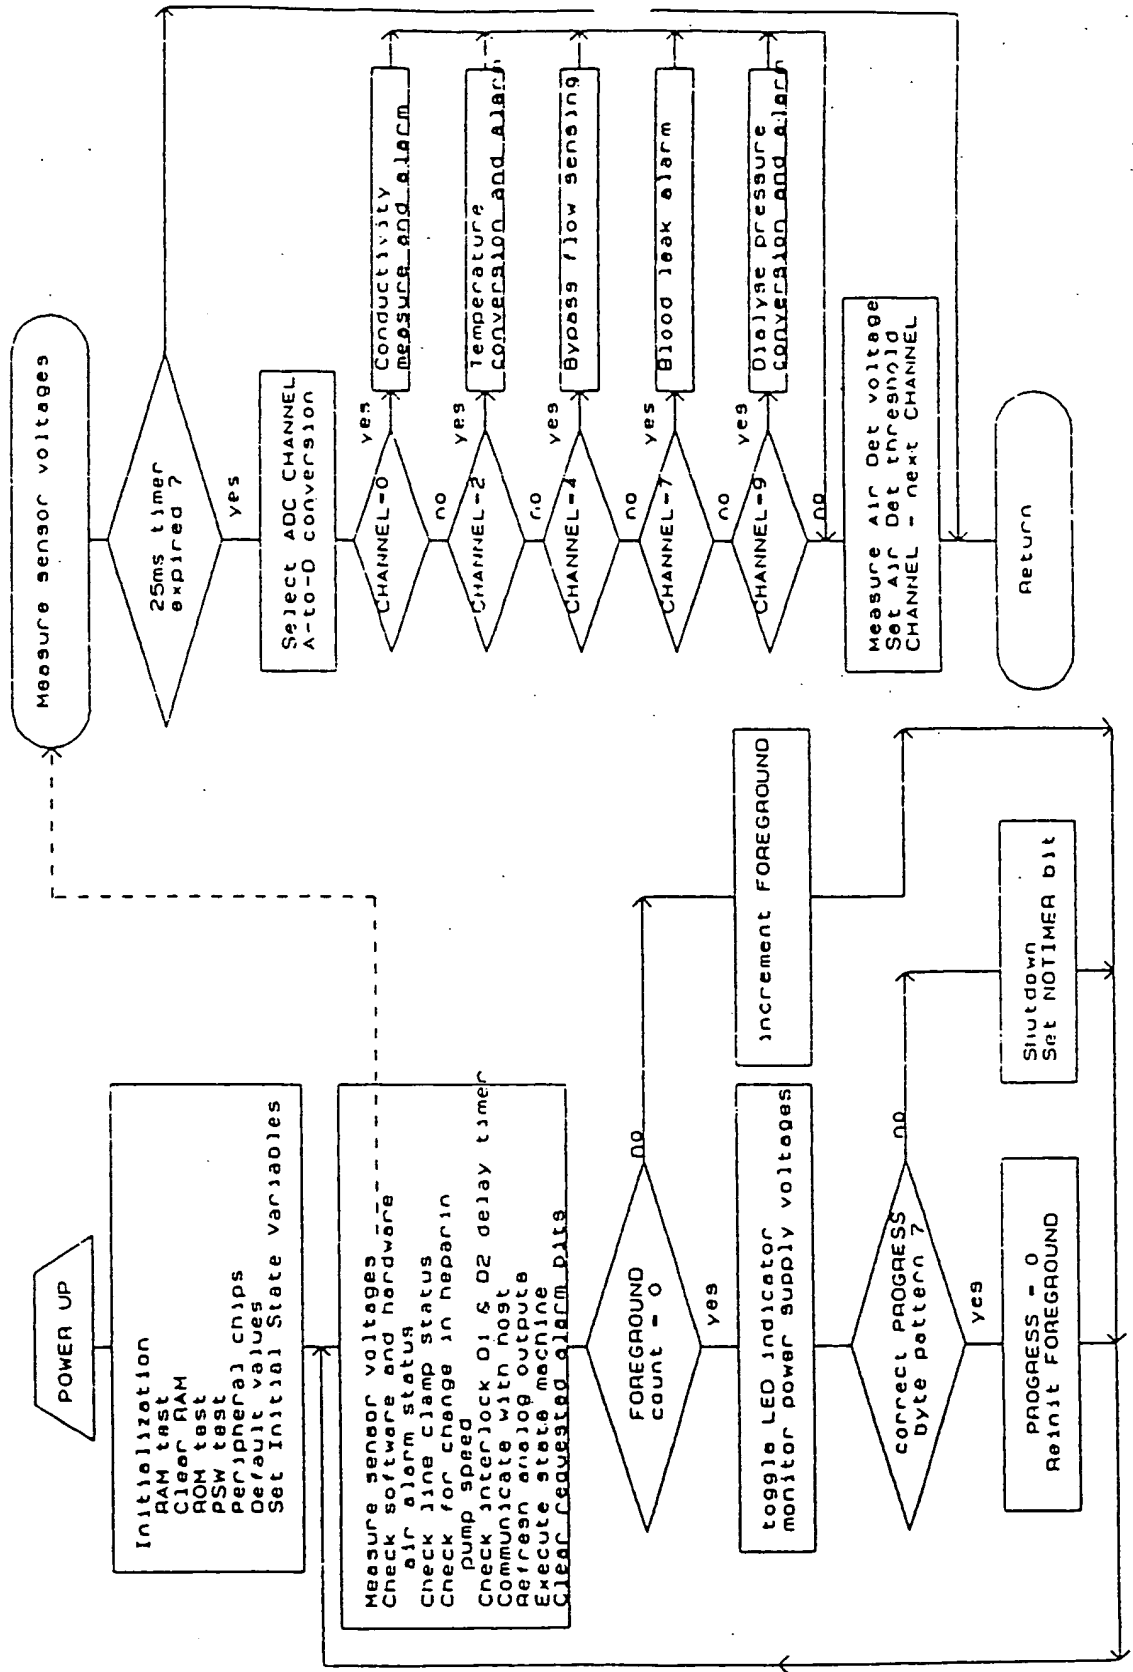 POWER UP
Initialization
RAM test
Clear RAM
ROM test
PSW test
Peripheral chips
Default values
Set Initial State Variables
Measure sensor voltages
Check software and hardware
air alarm status
Check line clamp status
Check for change in heparin
pump speed
Check interlock D1 & D2 delay timer
Communicate with host
Refresh analog outputs
Execute state machine
Clear requested alarm bits
FOREGROUND
count = 0
no
yes
increment FOREGROUND
toggle LED indicator
monitor power supply voltages
correct PROGRESS
byte pattern ?
no
yes
Shutdown
Set NOTIMER bit
PROGRESS = 0
Reinit FOREGROUND
Measure sensor voltages
25ms timer
expired ?
yes
Select ADC CHANNEL
A-to-D conversion
CHANNEL=0
yes
Conductivity
measure and alarm
no
CHANNEL=2
yes
Temperature
conversion and alarm
no
CHANNEL=4
yes
Bypass flow sensing
no
CHANNEL=7
yes
Blood leak alarm
no
CHANNEL=9
yes
Dialyse pressure
conversion and alarm
no
Measure Air Det voltage
Set Air Det threshold
CHANNEL = next CHANNEL
Return